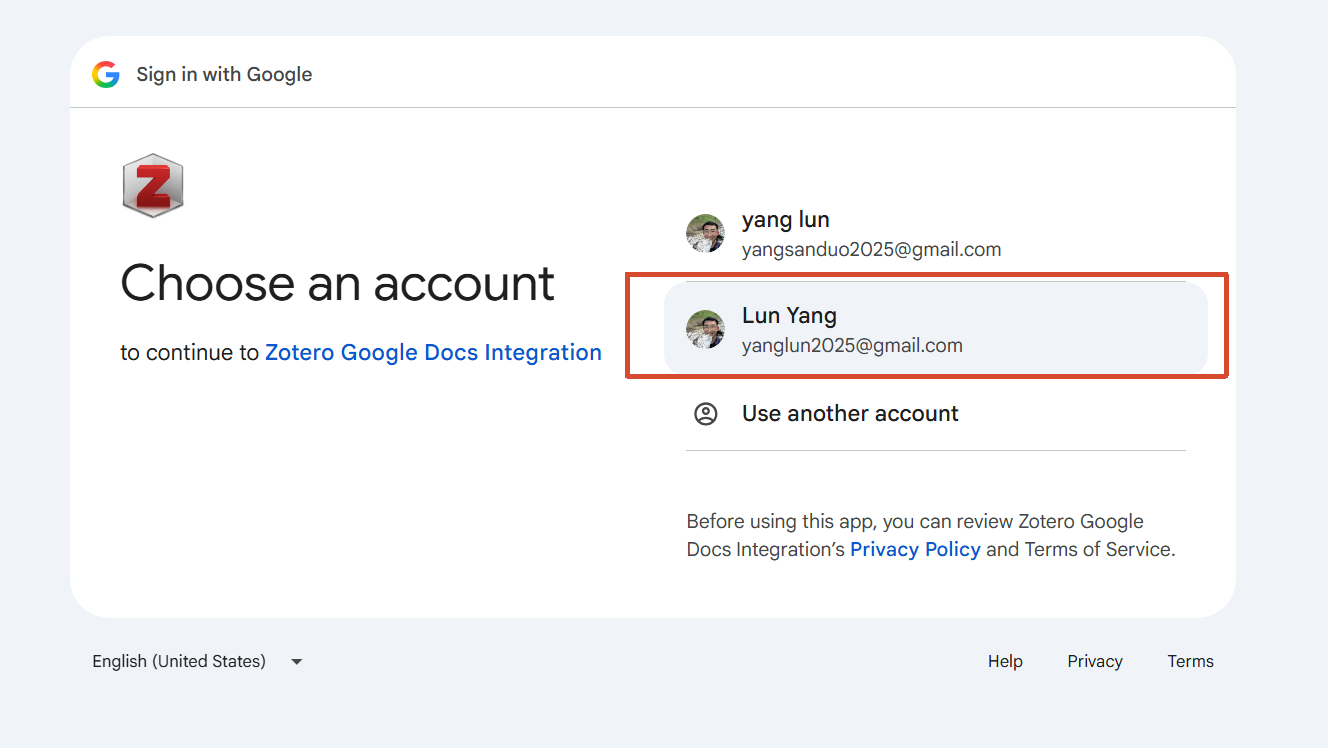 Sign in with Google
Z
Choose an account
to continue to Zotero Google Docs Integration
yang lun
yangsanduo2025@gmail.com
Lun Yang
yanglun2025@gmail.com
Use another account
Before using this app, you can review Zotero Google
Docs Integration’s Privacy Policy and Terms of Service.
English (United States)
Help
Privacy
Terms